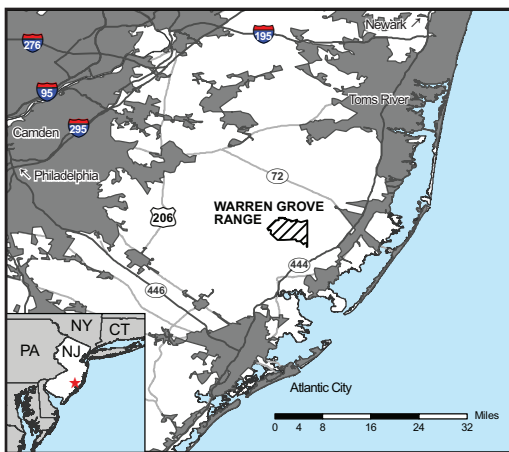 Newark
276
195
95
Toms River
Camden
295
Philadelphia
72
WARREN GROVE
RANGE
206
444
446
NY
CT
PA
NJ
Atlantic City
Miles
0 4 8 16 24 32